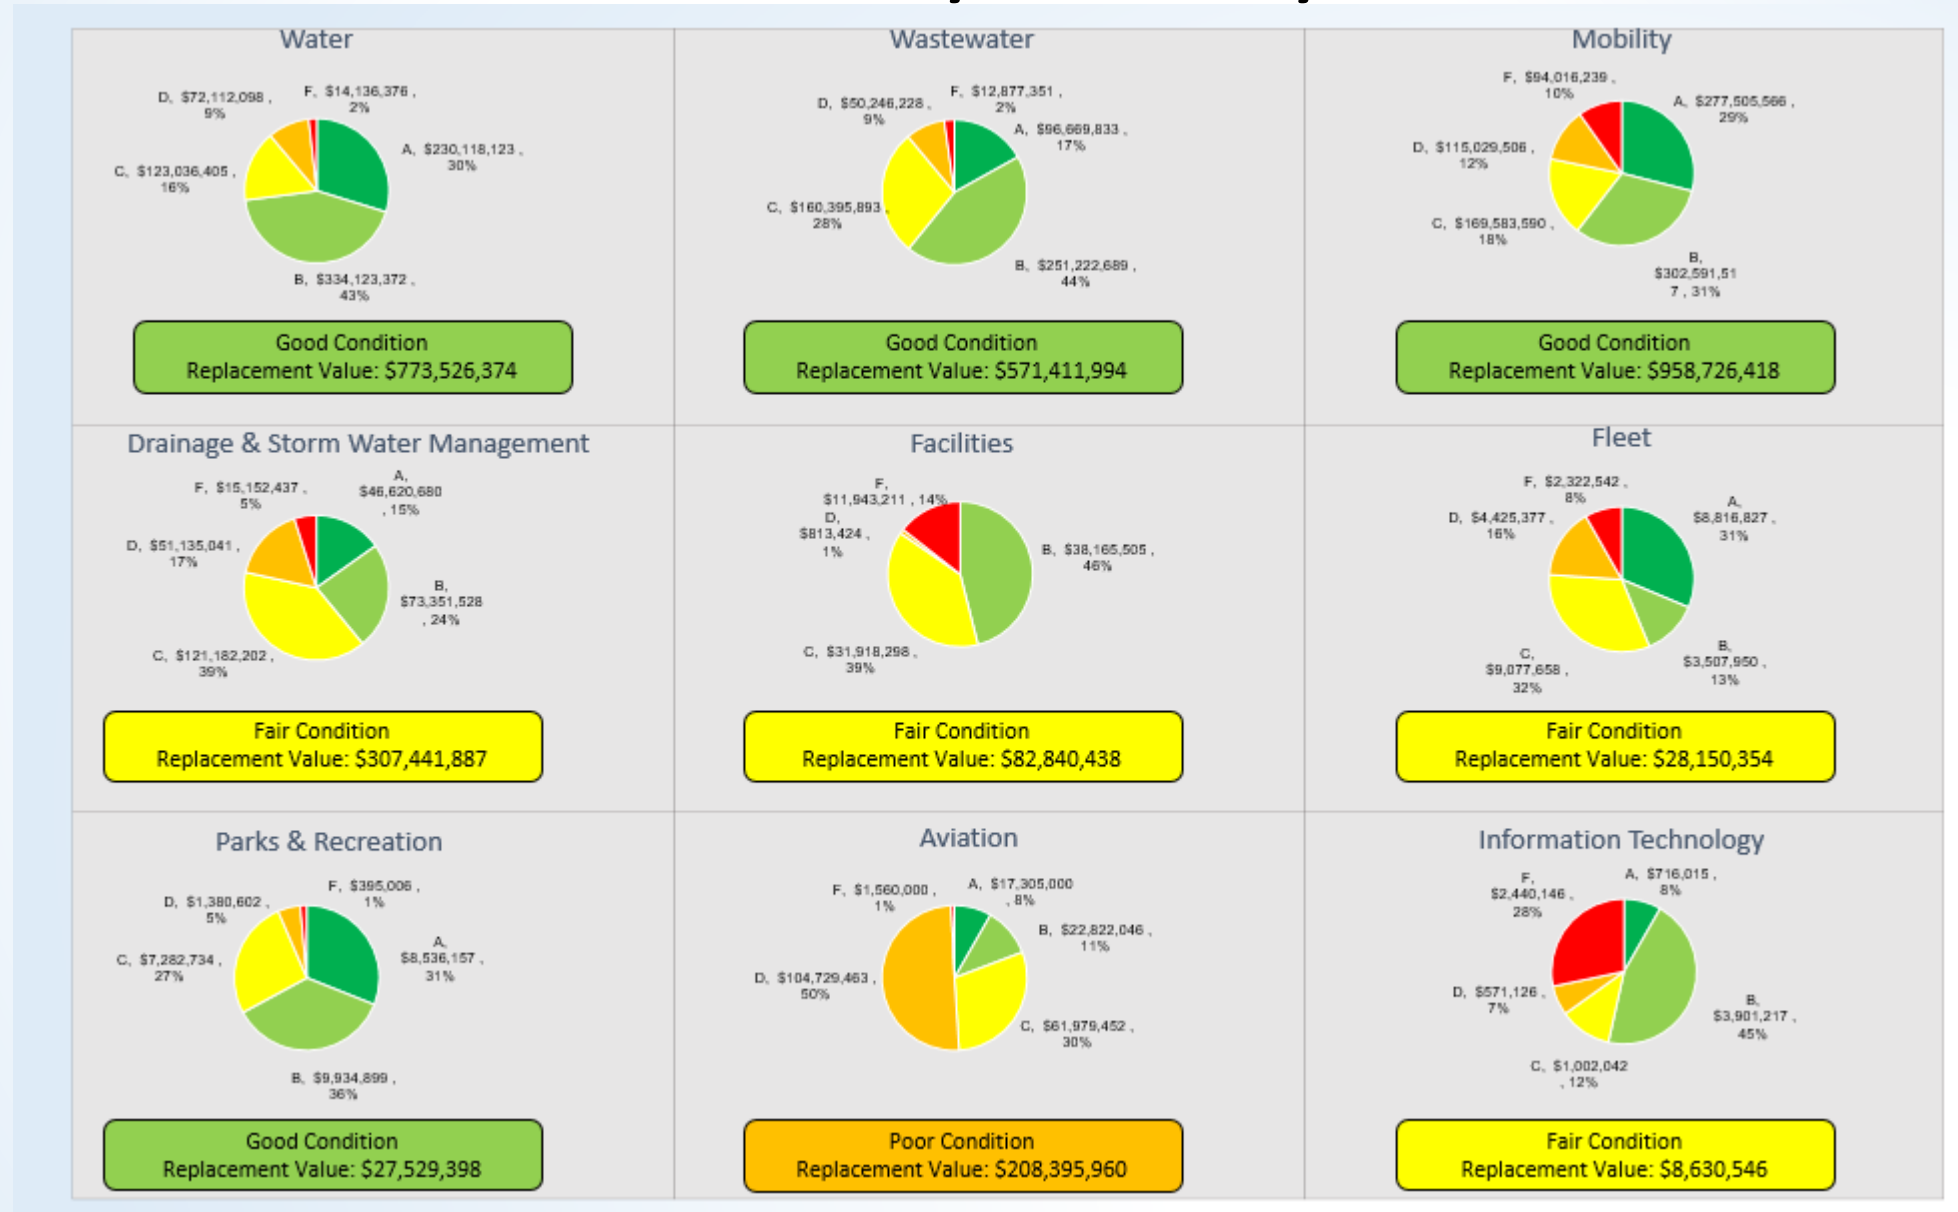 Water
D, $72,112,098 ,
9%
F, $14,136,376 ,
2%
A, $230,118,123 ,
30%
C, $123,036,405 ,
16%
B, $334,123,372 ,
43%
Good Condition
Replacement Value: $773,526,374
Wastewater
D, $50,246,228 ,
9%
F, $12,877,351 ,
2%
A, $96,669,833 ,
17%
C, $160,395,893 ,
28%
B, $251,222,689 ,
44%
Good Condition
Replacement Value: $571,411,994
Mobility
F, $94,016,239 ,
10%
A, $277,505,566 ,
29%
D, $115,029,506 ,
12%
C, $169,583,590 ,
18%
B,
$302,591,51
7 , 31%
Good Condition
Replacement Value: $958,726,418
Drainage & Storm Water Management
F, $15,152,437 ,
5%
A,
$46,620,680
, 15%
D, $51,135,041 ,
17%
B,
$73,351,528
, 24%
C, $121,182,202 ,
39%
Fair Condition
Replacement Value: $307,441,887
Facilities
F,
$11,943,211 , 14%
D,
$813,424 ,
1%
B, $38,165,505 ,
46%
C, $31,918,298 ,
39%
Fair Condition
Replacement Value: $82,840,438
Fleet
F, $2,322,542 ,
8%
A,
$8,816,827 ,
31%
D, $4,425,377 ,
16%
C,
$9,077,658 ,
32%
B,
$3,507,950 ,
13%
Fair Condition
Replacement Value: $28,150,354
Parks & Recreation
F, $395,006 ,
1%
D, $1,380,602 ,
5%
A,
$8,536,157 ,
31%
C, $7,282,734 ,
27%
B, $9,934,899 ,
36%
Good Condition
Replacement Value: $27,529,398
Aviation
F, $1,560,000 ,
1%
A, $17,305,000
, 8%
B, $22,822,046 ,
11%
D, $104,729,463 ,
50%
C, $61,979,452 ,
30%
Poor Condition
Replacement Value: $208,395,960
Information Technology
F,
$2,440,146 ,
28%
A, $716,015 ,
8%
D, $571,126 ,
7%
B,
$3,901,217 ,
45%
C, $1,002,042
, 12%
Fair Condition
Replacement Value: $8,630,546